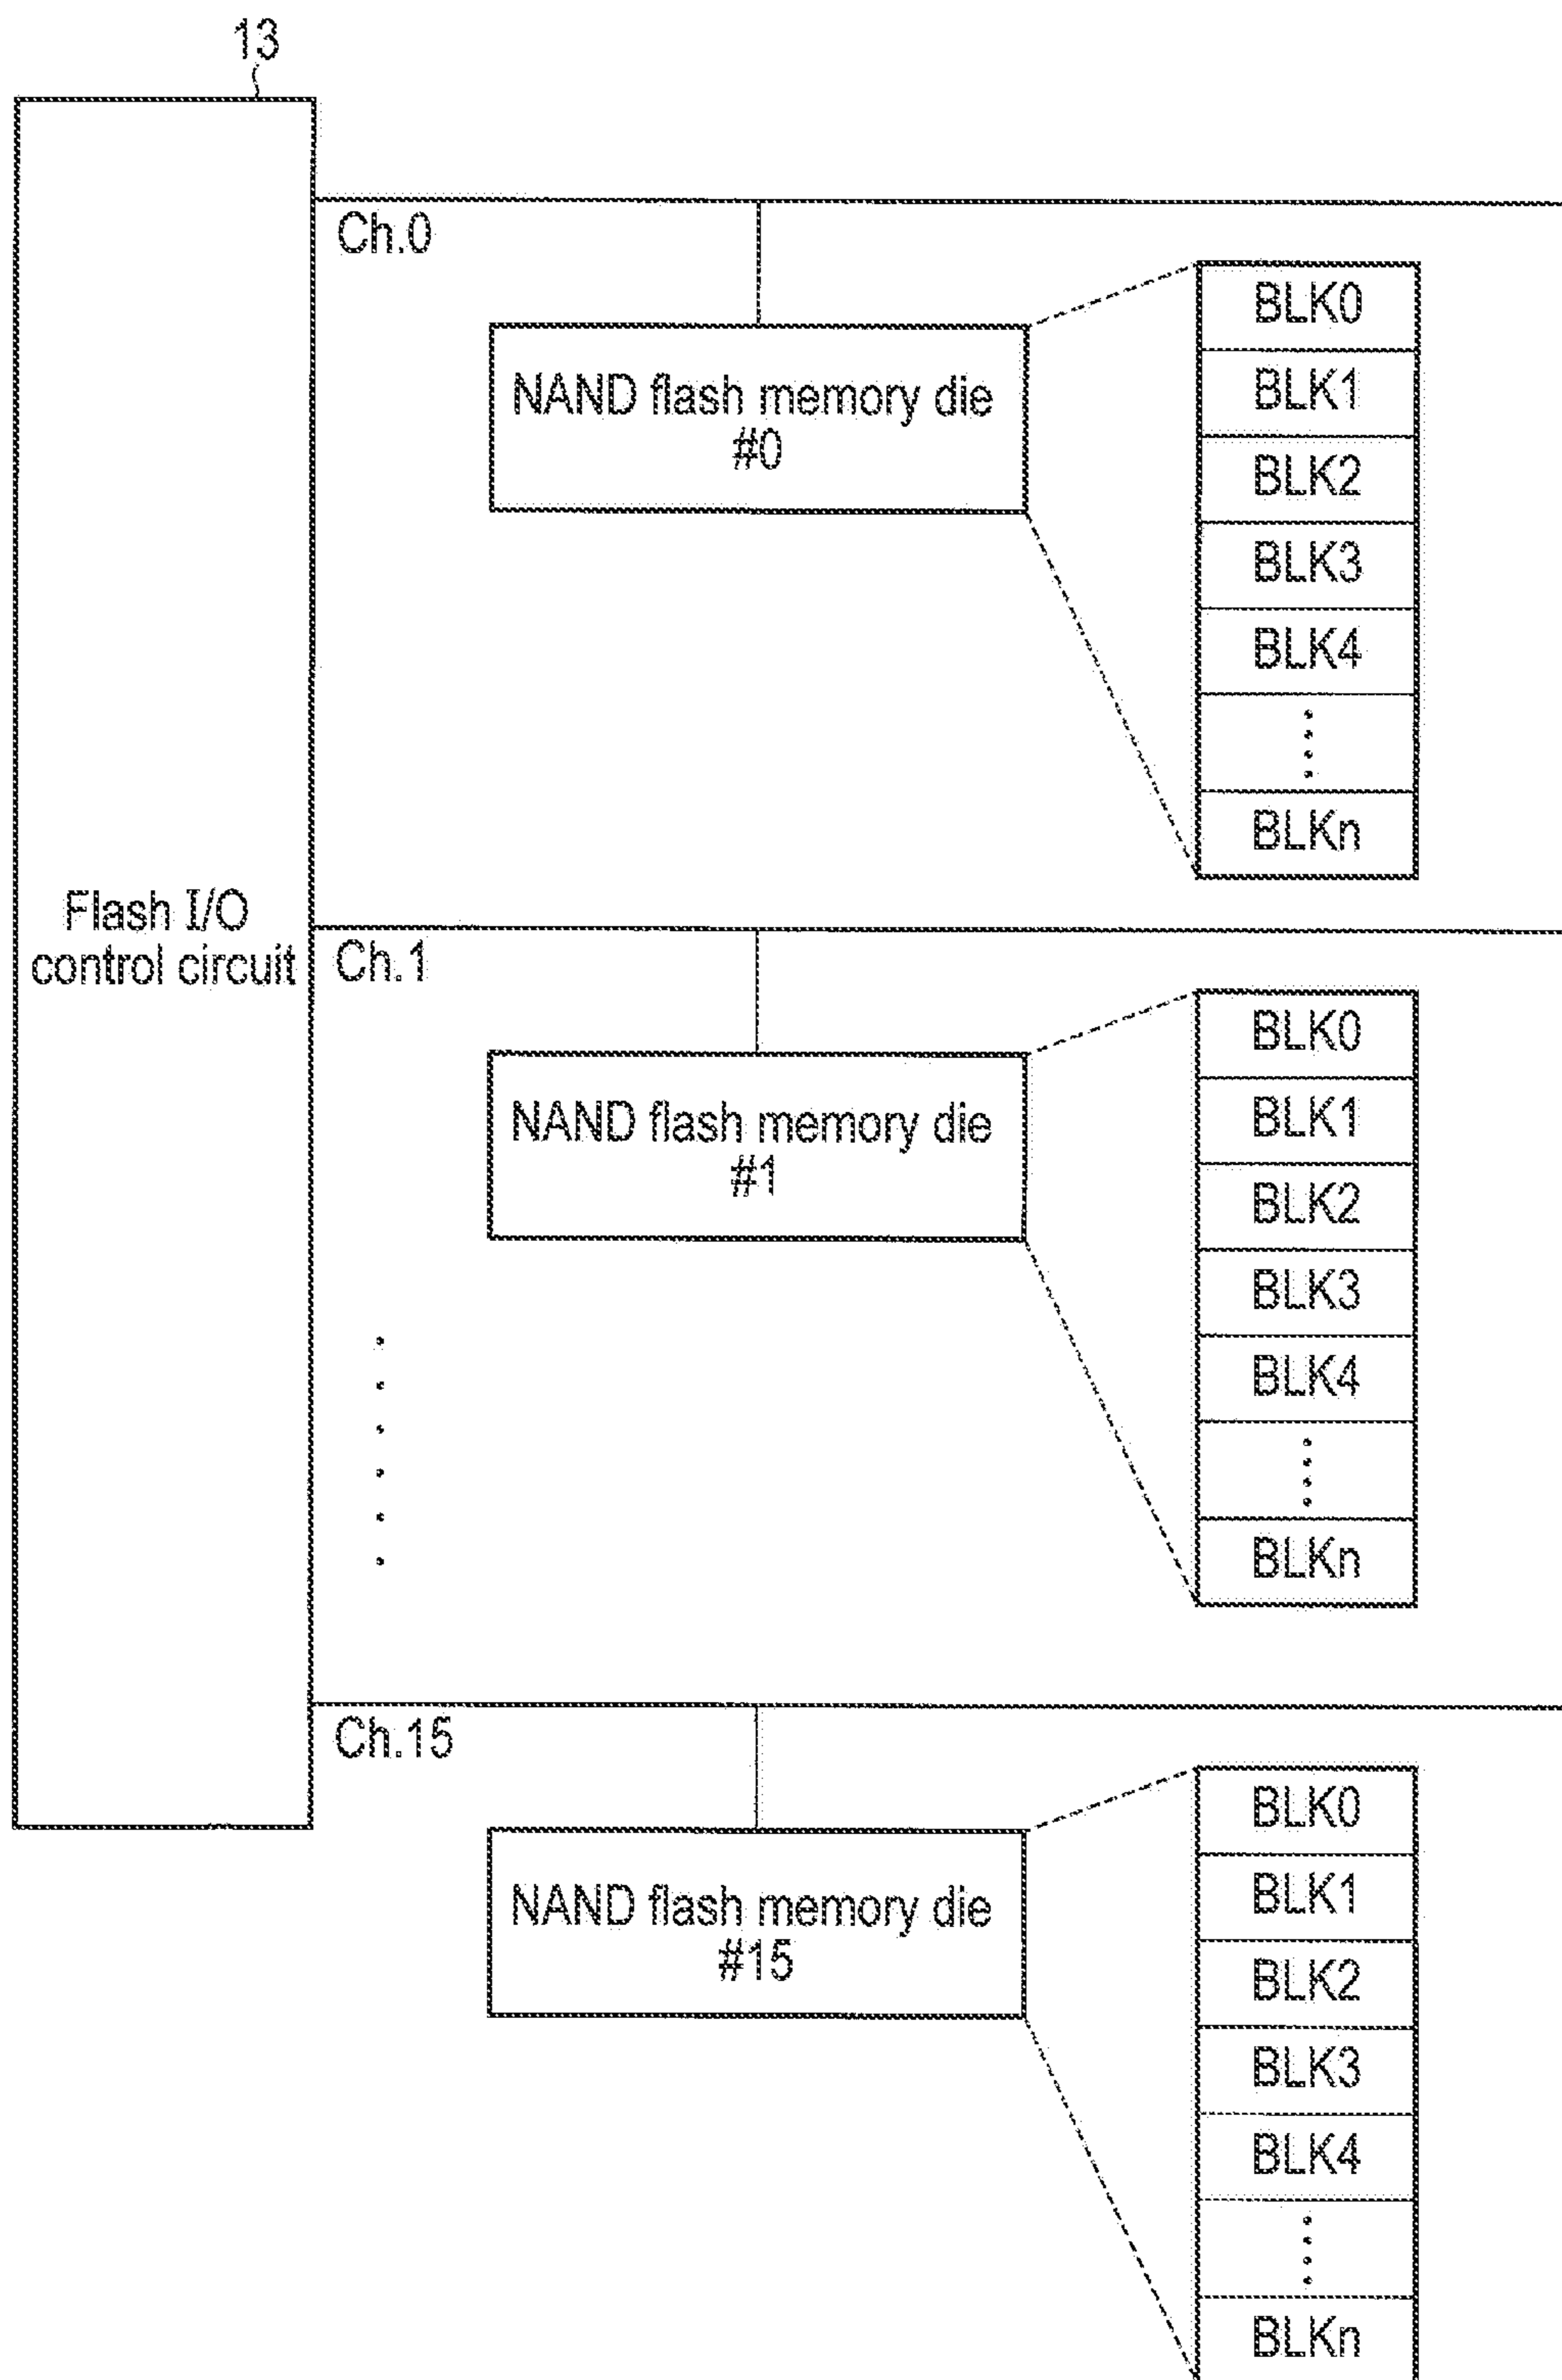 13
Flash I/O
control circuit
Ch.0
NAND flash memory die
#0
BLK0
BLK1
BLK2
BLK3
BLK4
BLKn
Ch.1
NAND flash memory die
#1
BLK0
BLK1
BLK2
BLK3
BLK4
BLKn
Ch.15
NAND flash memory die
#15
BLK0
BLK1
BLK2
BLK3
BLK4
BLKn